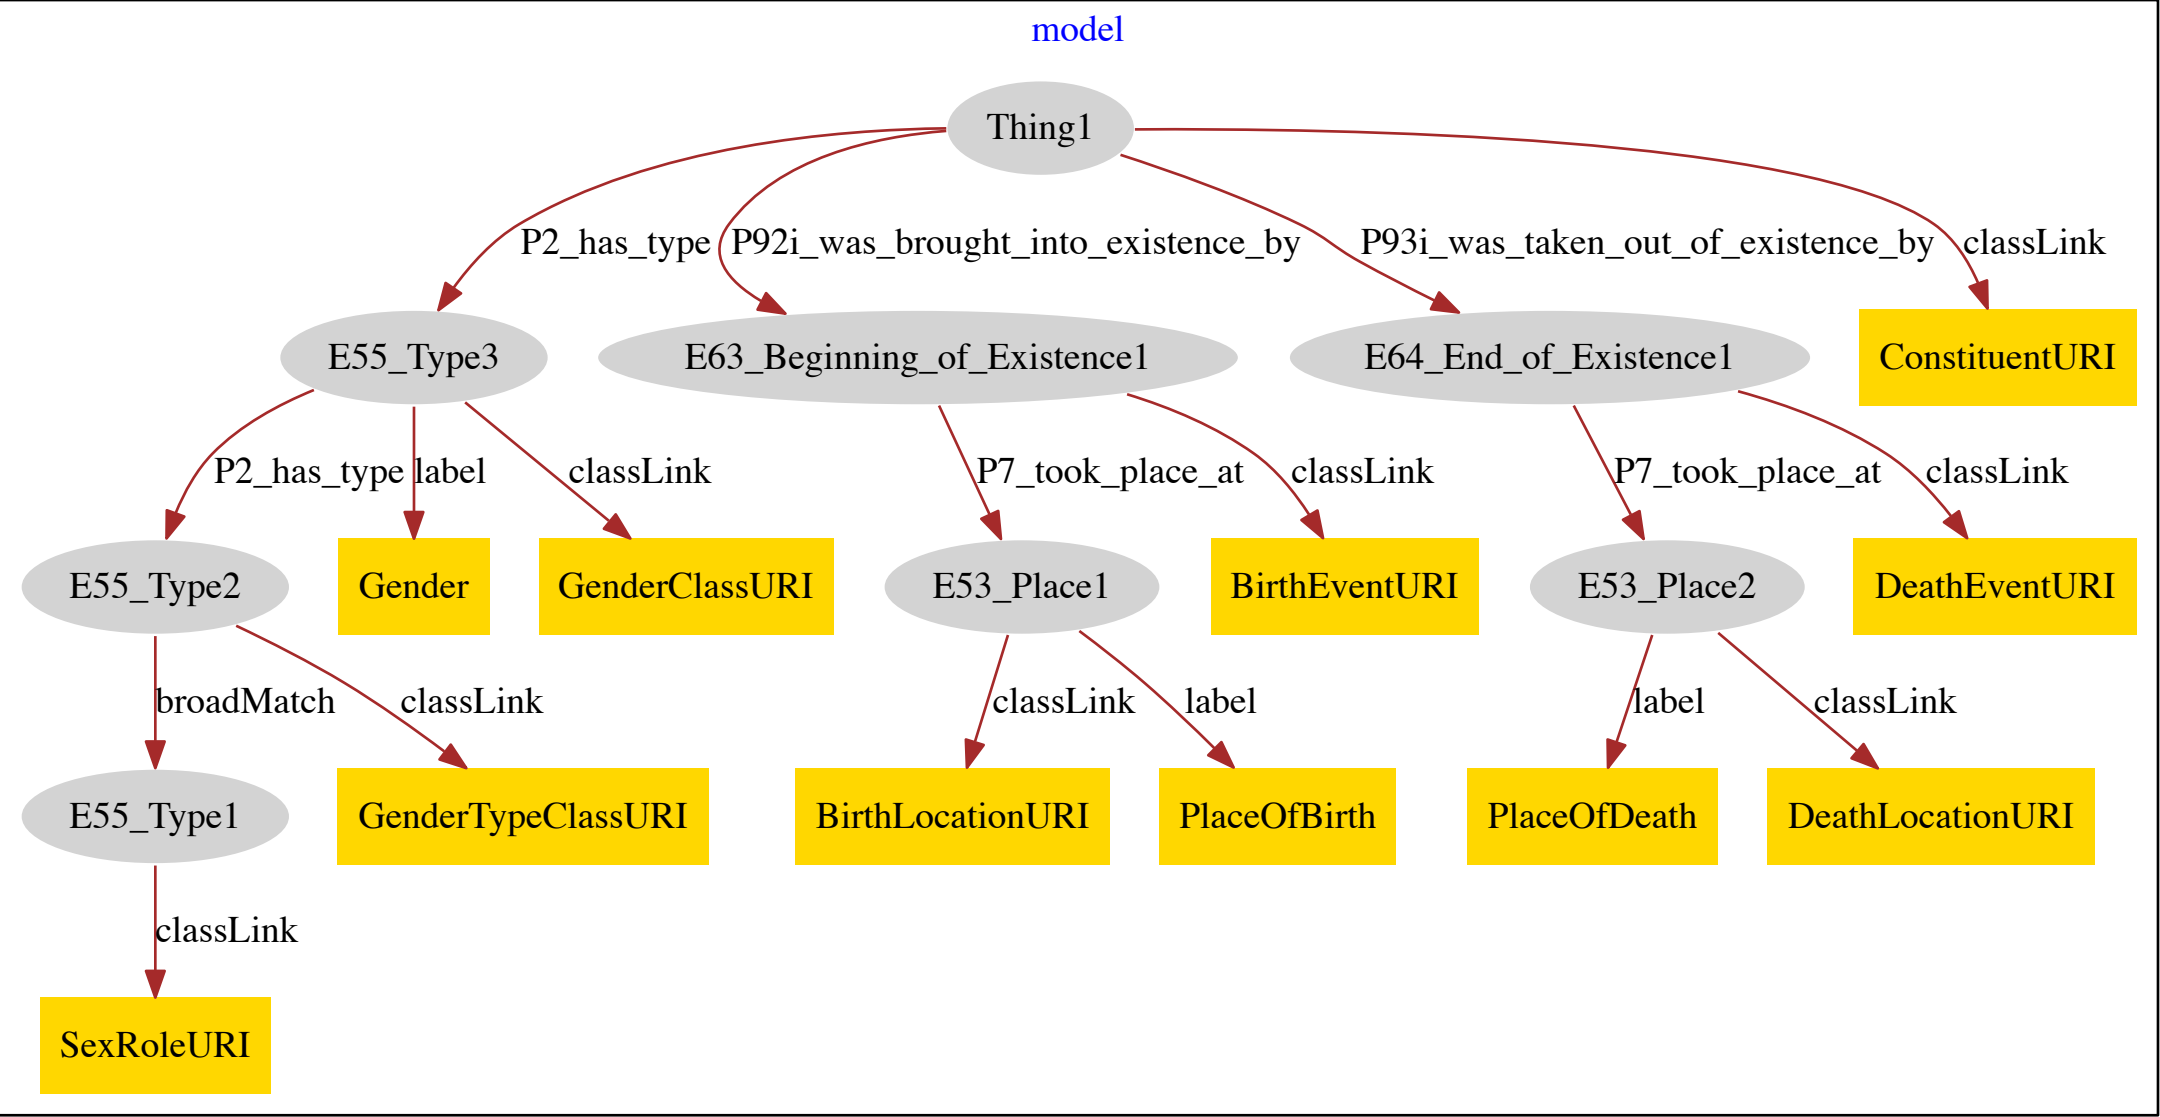 model
Thing1
P2_has_type P92i_was_brought_into_existence_by P93i_was_taken_out_of_existence_by classLink
E55_Type3 E63_Beginning_of_Existence1 E64_End_of_Existence1 ConstituentURI
P2_has_type label classLink P7_took_place_at classLink P7_took_place_at classLink
E55_Type2 Gender GenderClassURI E53_Place1 BirthEventURI E53_Place2 DeathEventURI
broadMatch classLink classLink label label classLink
E55_Type1 GenderTypeClassURI BirthLocationURI PlaceOfBirth PlaceOfDeath DeathLocationURI
classLink
SexRoleURI